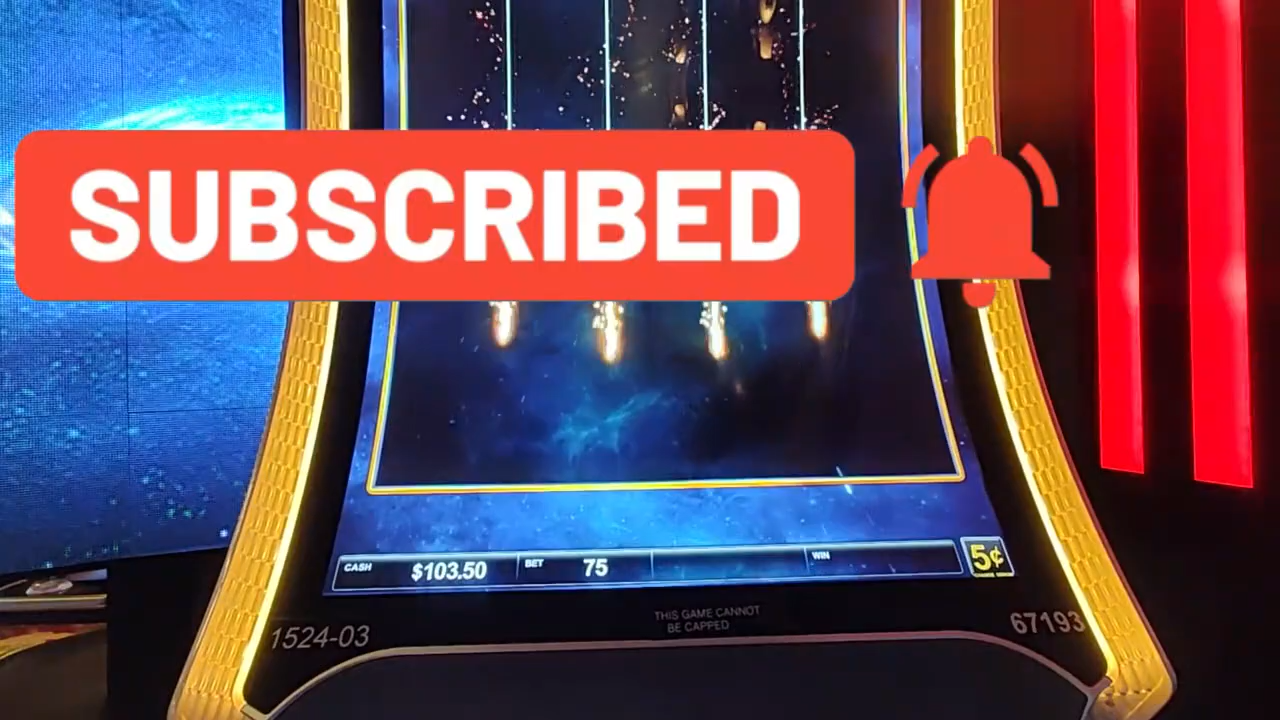 SUBSCRIBED
CASH $103.50 BET 75 WIN 5¢
THIS GAME CANNOT
BE CAPPED
1524-03 67193